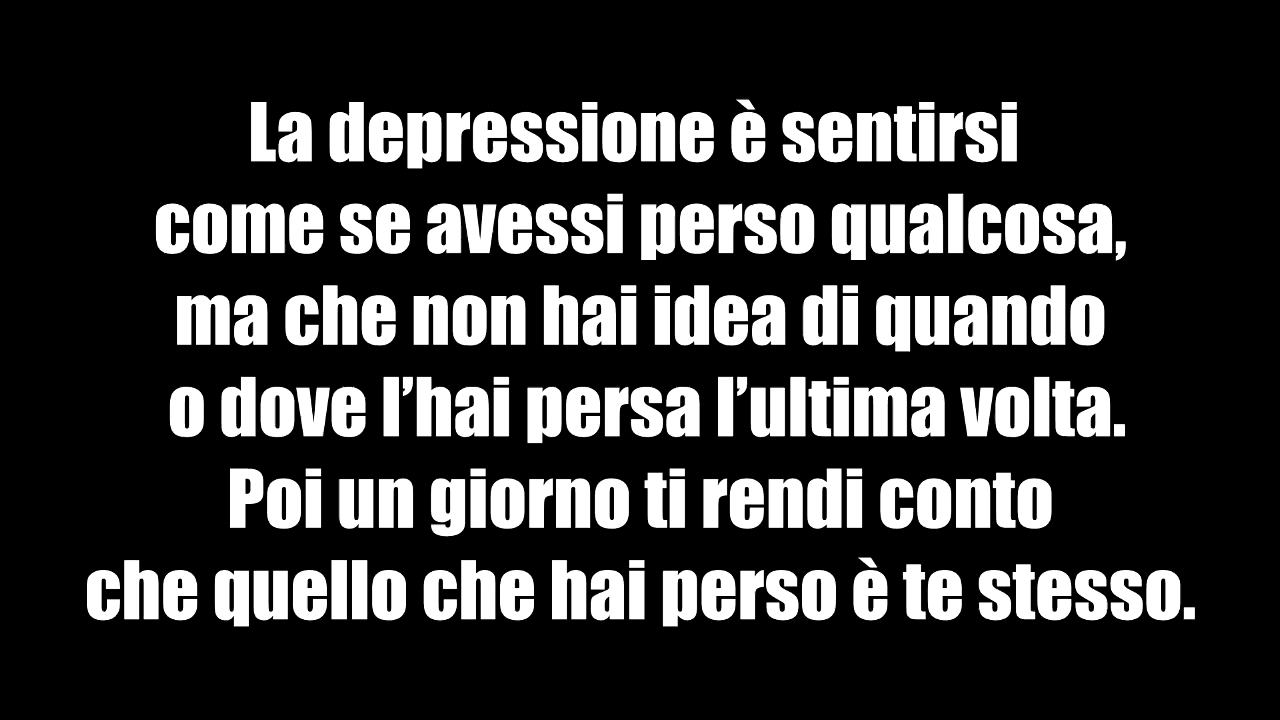 La depressione è sentirsi
come se avessi perso qualcosa,
ma che non hai idea di quando
o dove l’hai persa l’ultima volta.
Poi un giorno ti rendi conto
che quello che hai perso è te stesso.